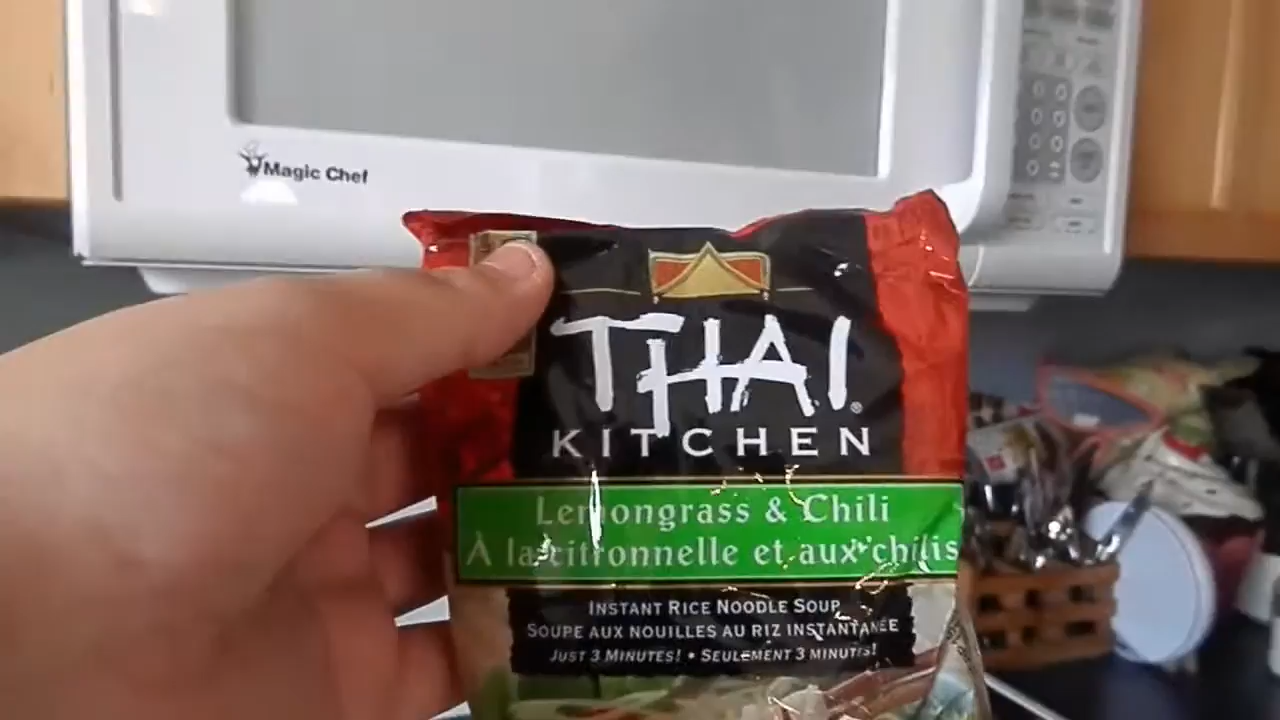 Magic Chef
THAI
KITCHEN
Lemongrass & Chili
À la citronnelle et aux chilis
INSTANT RICE NOODLE SOUP
SOUPE AUX NOUILLES AU RIZ INSTANTANÉE
JUST 3 MINUTES! • SEULEMENT 3 MINUTES!